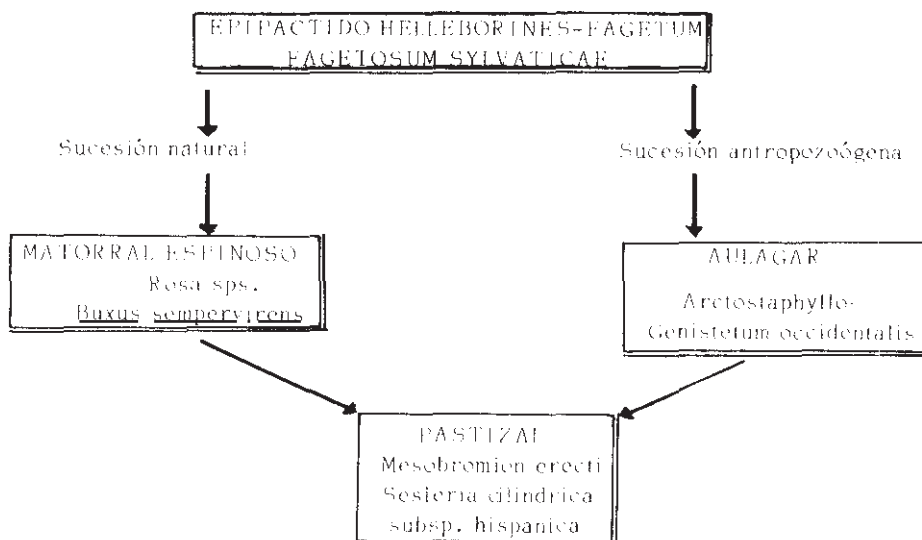 EPIPACTIDO HELLEBORINES-FAGETUM
FAGETOSUM SYLVATICAE
Sucesión natural
Sucesión antropozoógena
MATORRAL ESPINOSO
Rosa sps.
Buxus sempervirens
AULAGAR
Arctostaphyllo-
Genistetum occidentalis
PASTIZAL
Mesobromion erecti
Sesleria cilindrica
subsp. hispanica